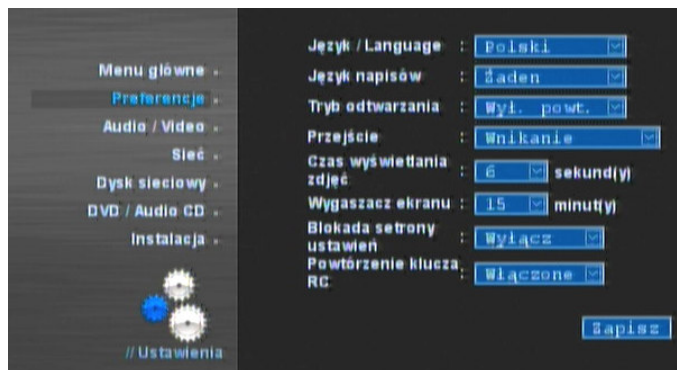 Menu główne
Preferencje
Audio / Video
Sieć
Dysk sieciowy
DVD / Audio CD
Instalacja
// Ustawienia
Język / Language : Polski
Język napisów : Żaden
Tryb odtwarzania : Wył. powt.
Przejście : Wnikanie
Czas wyświetlania
zdjęć : 6 sekund(y)
Wygaszacz ekranu : 15 minut(y)
Blokada setrony
ustawień : Wyłącz
Powtórzenie klucza
RC : Włączone
Zapisz